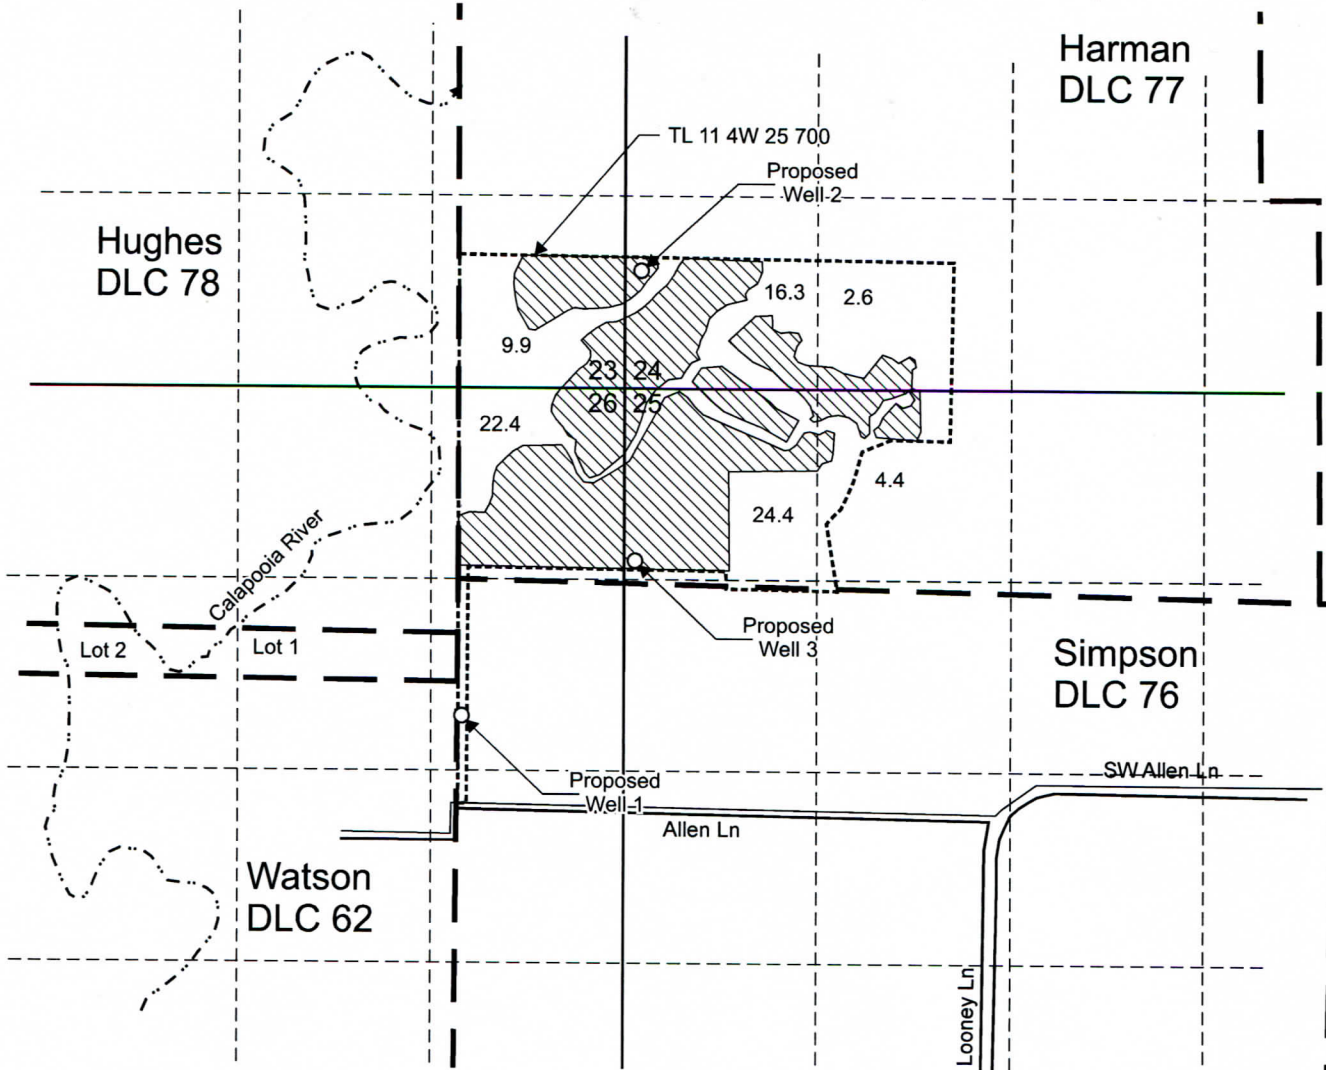 Harman
DLC 77
TL 11 4W 25 700
Proposed
Well 2
Hughes
DLC 78
16.3
2.6
9.9
23
24
26
25
22.4
4.4
24.4
Calapooia River
Lot 2
Lot 1
Proposed
Well 3
Simpson
DLC 76
SW Allen Ln
Proposed
Well 1
Allen Ln
Watson
DLC 62
Looney Ln